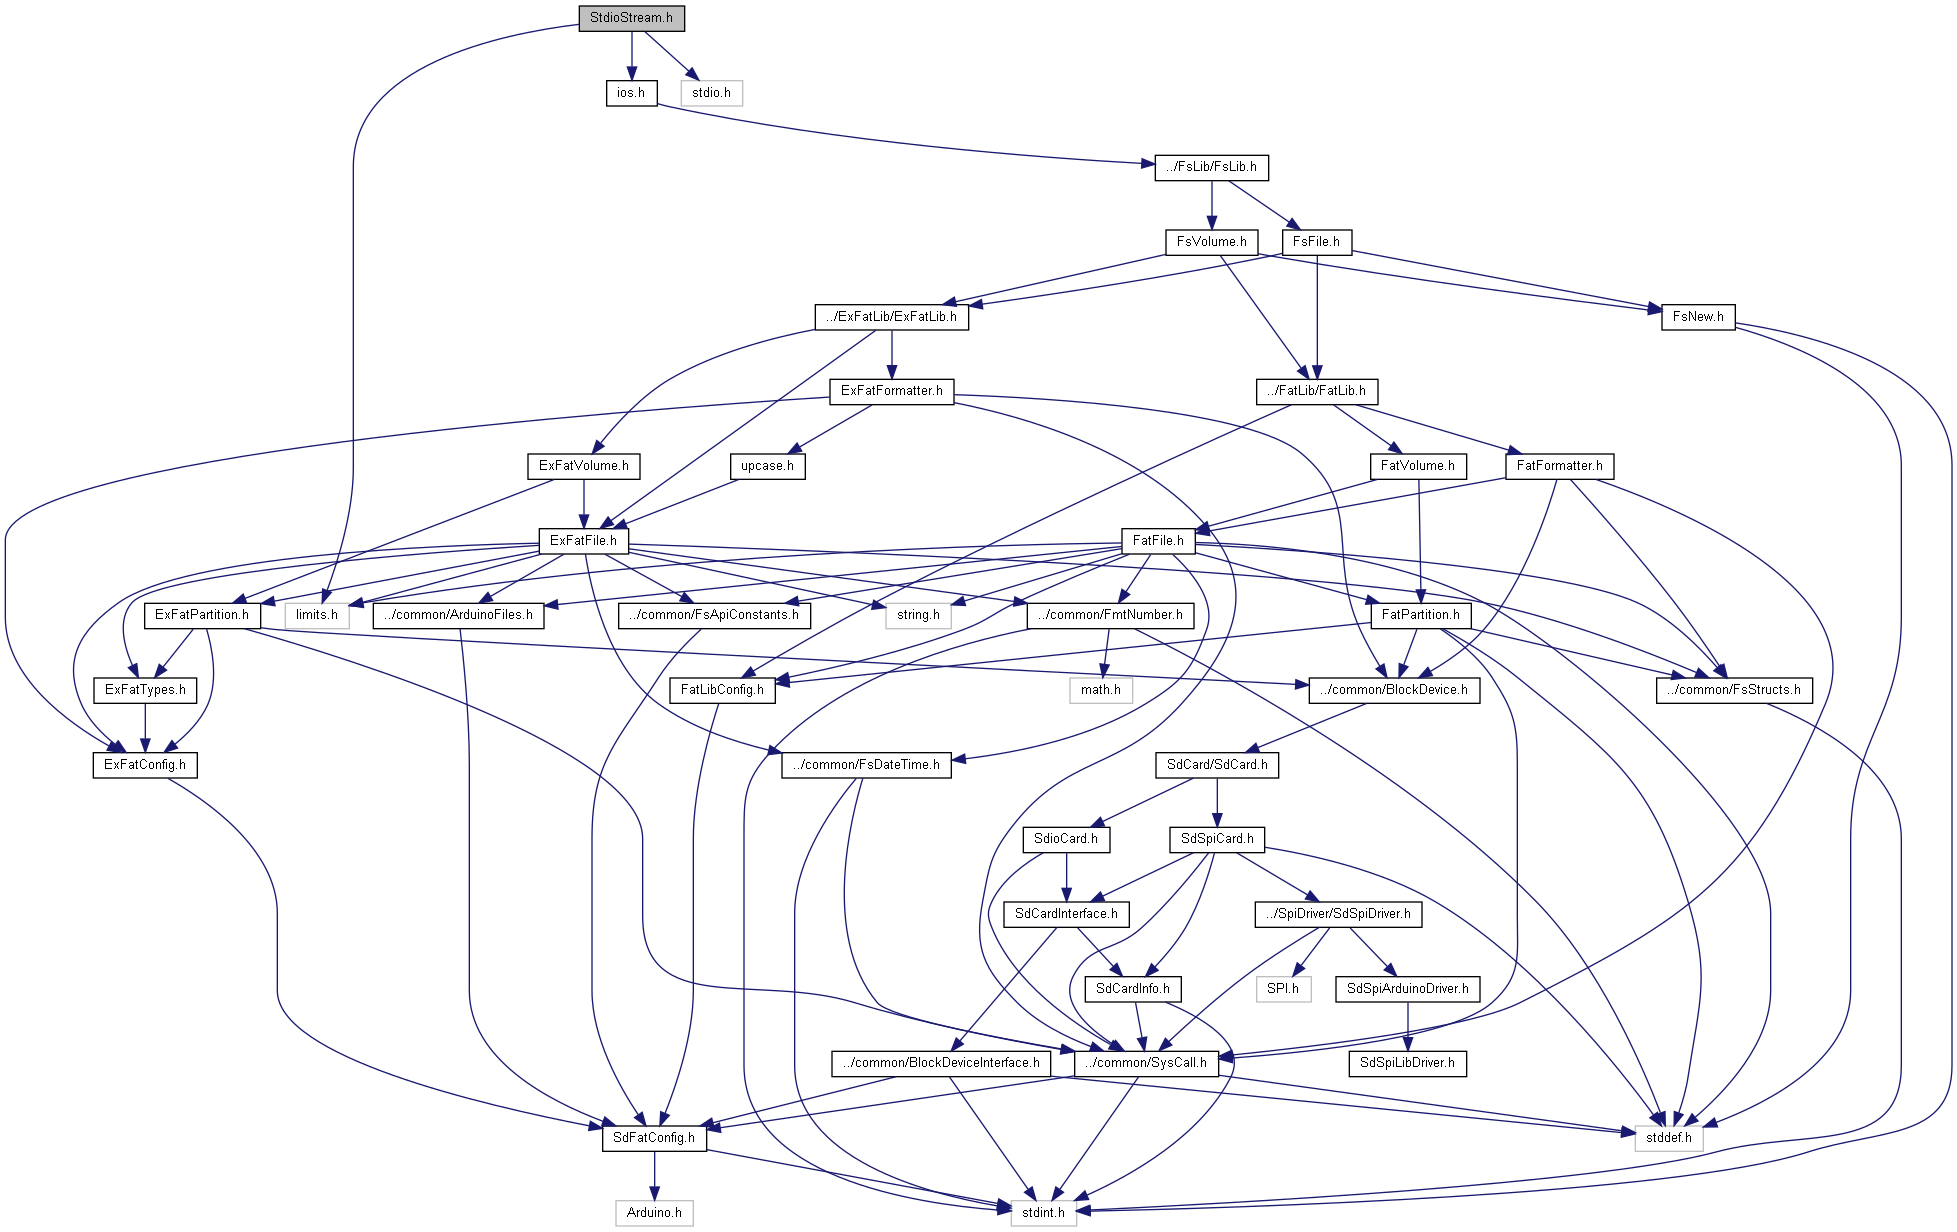 StdioStream.h
ios.h
stdio.h
../FsLib/FsLib.h
FsVolume.h
FsFile.h
../ExFatLib/ExFatLib.h
FsNew.h
ExFatFormatter.h
../FatLib/FatLib.h
ExFatVolume.h
upcase.h
FatVolume.h
FatFormatter.h
ExFatFile.h
FatFile.h
ExFatPartition.h
limits.h
../common/ArduinoFiles.h
../common/FsApiConstants.h
string.h
../common/FmtNumber.h
FatPartition.h
ExFatTypes.h
FatLibConfig.h
math.h
../common/BlockDevice.h
../common/FsStructs.h
ExFatConfig.h
../common/FsDateTime.h
SdCard/SdCard.h
SdioCard.h
SdSpiCard.h
SdCardInterface.h
../SpiDriver/SdSpiDriver.h
SdCardInfo.h
SPI.h
SdSpiArduinoDriver.h
../common/BlockDeviceInterface.h
../common/SysCall.h
SdSpiLibDriver.h
SdFatConfig.h
stddef.h
Arduino.h
stdint.h